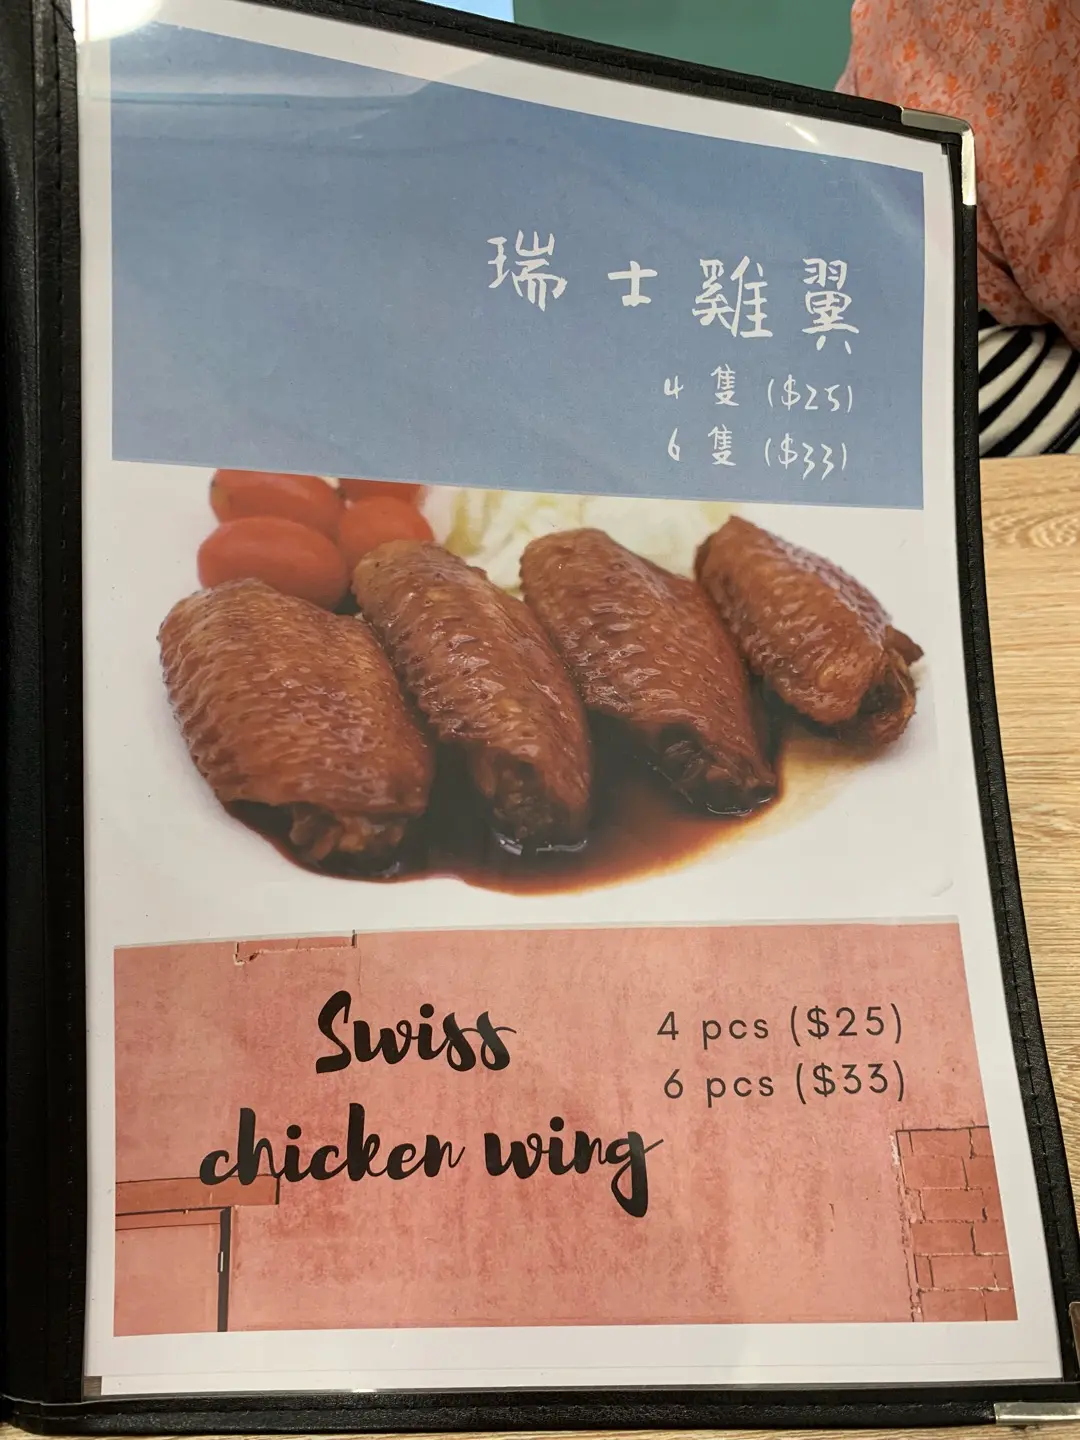 瑞士雞翼
4 隻 ($25)
6 隻 ($33)
Swiss
chicken wing
4 pcs ($25)
6 pcs ($33)